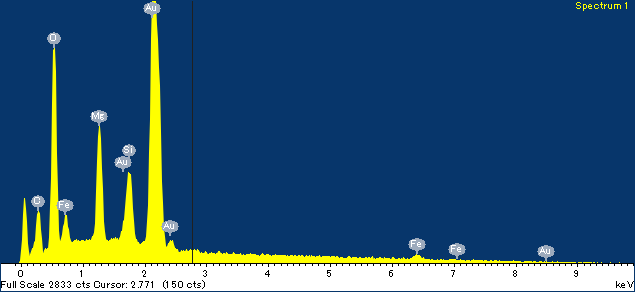 Spectrum 1
Au
O
Mg
Si
Au
C
Fe
Au
Fe
Fe
Au
0 1 2 3 4 5 6 7 8 9
Full Scale 2833 cts Cursor: 2.771 (150 cts) keV